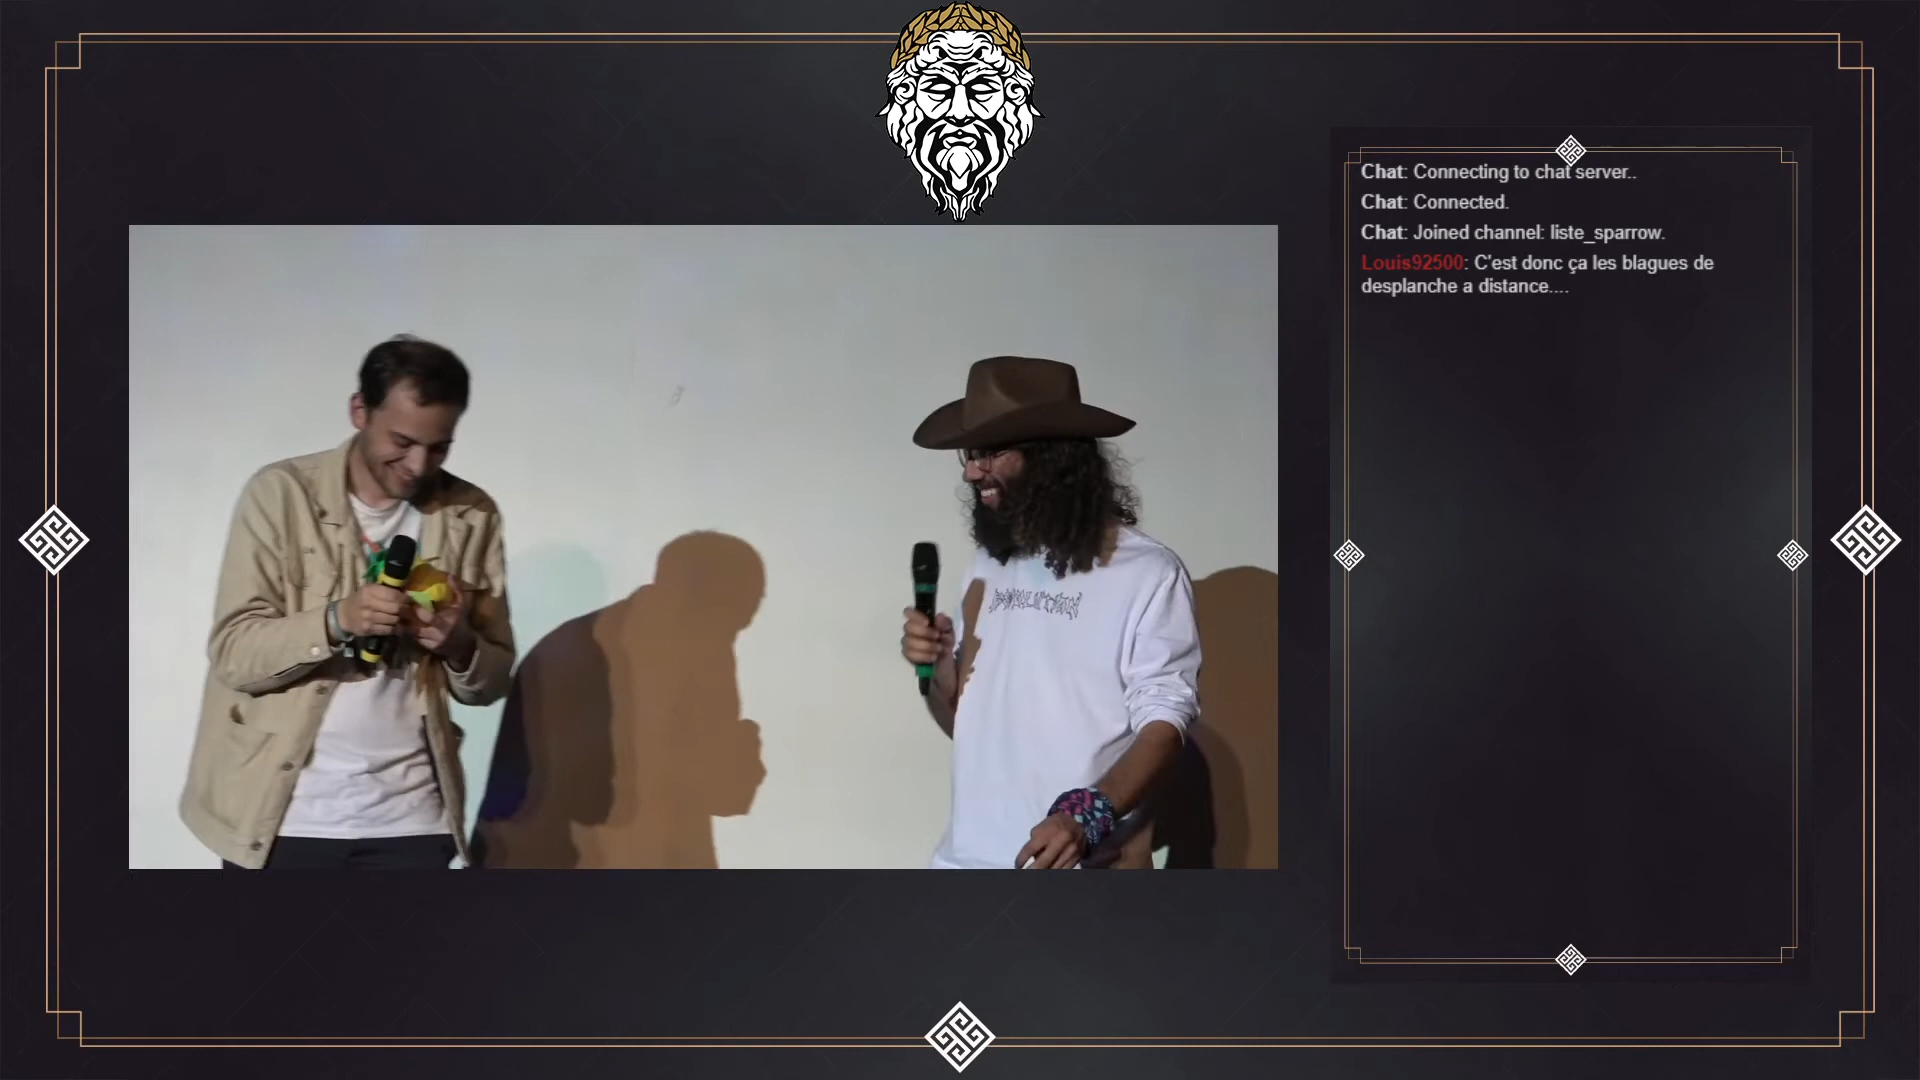 Chat: Connecting to chat server..
Chat: Connected.
Chat: Joined channel: liste_sparrow.
Louis92500: C'est donc ça les blagues de
desplanche a distance....